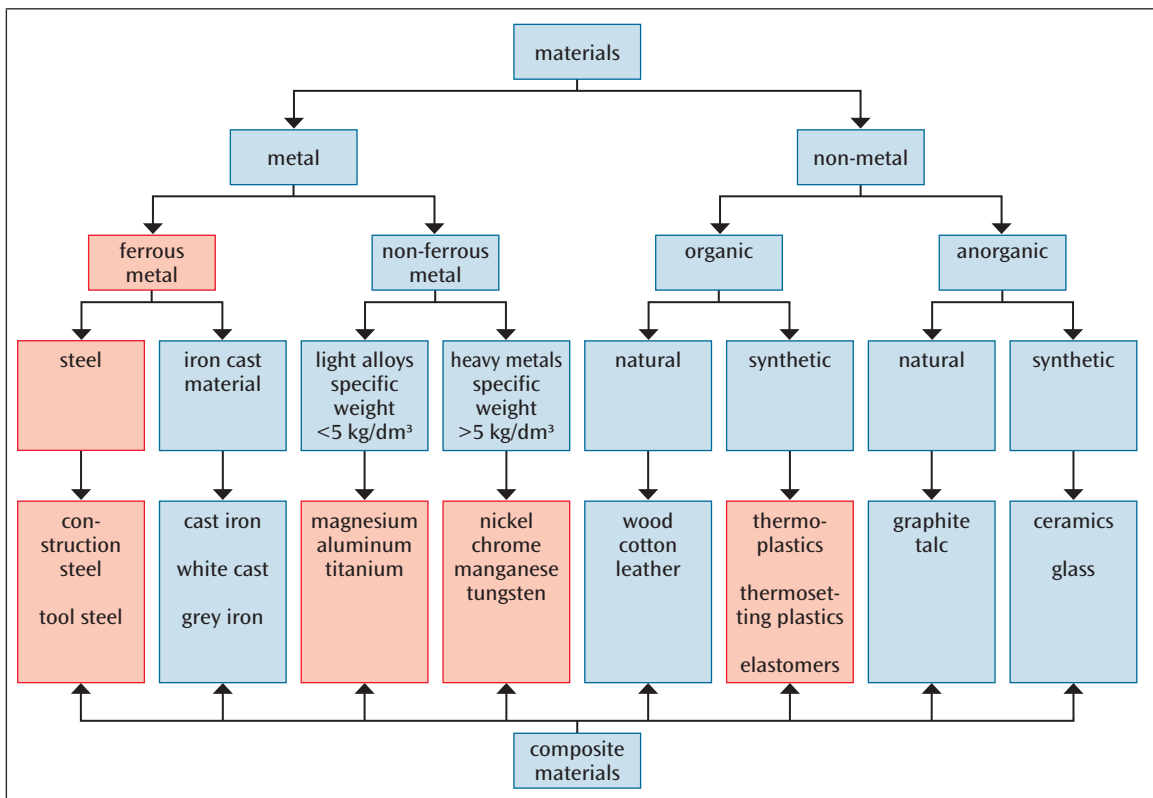 materials
metal
non-metal
ferrous
metal
non-ferrous
metal
organic
anorganic
steel
iron cast
material
light alloys
specific
weight
<5 kg/dm³
heavy metals
specific
weight
>5 kg/dm³
natural
synthetic
natural
synthetic
con-
struction
steel
tool steel
cast iron
white cast
grey iron
magnesium
aluminum
titanium
nickel
chrome
manganese
tungsten
wood
cotton
leather
thermo-
plastics
thermoset-
ting plastics
elastomers
graphite
talc
ceramics
glass
composite
materials